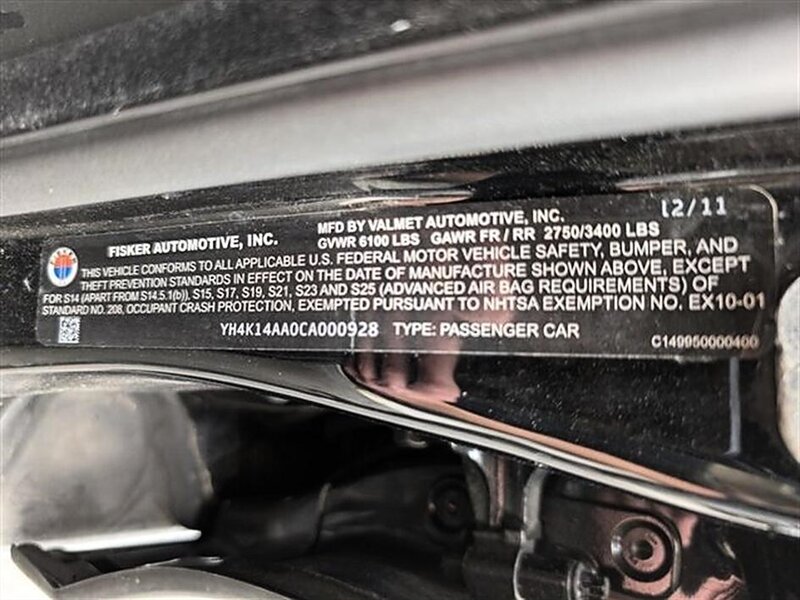 12/11
FISKER AUTOMOTIVE, INC.
MFD BY VALMET AUTOMOTIVE, INC.
GVWR 6100 LBS GAWR FR / RR 2750/3400 LBS
THIS VEHICLE CONFORMS TO ALL APPLICABLE U.S. FEDERAL MOTOR VEHICLE SAFETY, BUMPER, AND
THEFT PREVENTION STANDARDS IN EFFECT ON THE DATE OF MANUFACTURE SHOWN ABOVE, EXCEPT
FOR S14 (APART FROM S14.5.1(b)), S15, S17, S19, S21, S23 AND S25 (ADVANCED AIR BAG REQUIREMENTS) OF
STANDARD NO. 208, OCCUPANT CRASH PROTECTION, EXEMPTED PURSUANT TO NHTSA EXEMPTION NO. EX10-01
YH4K14AA0CA000928 TYPE: PASSENGER CAR
C140950000400